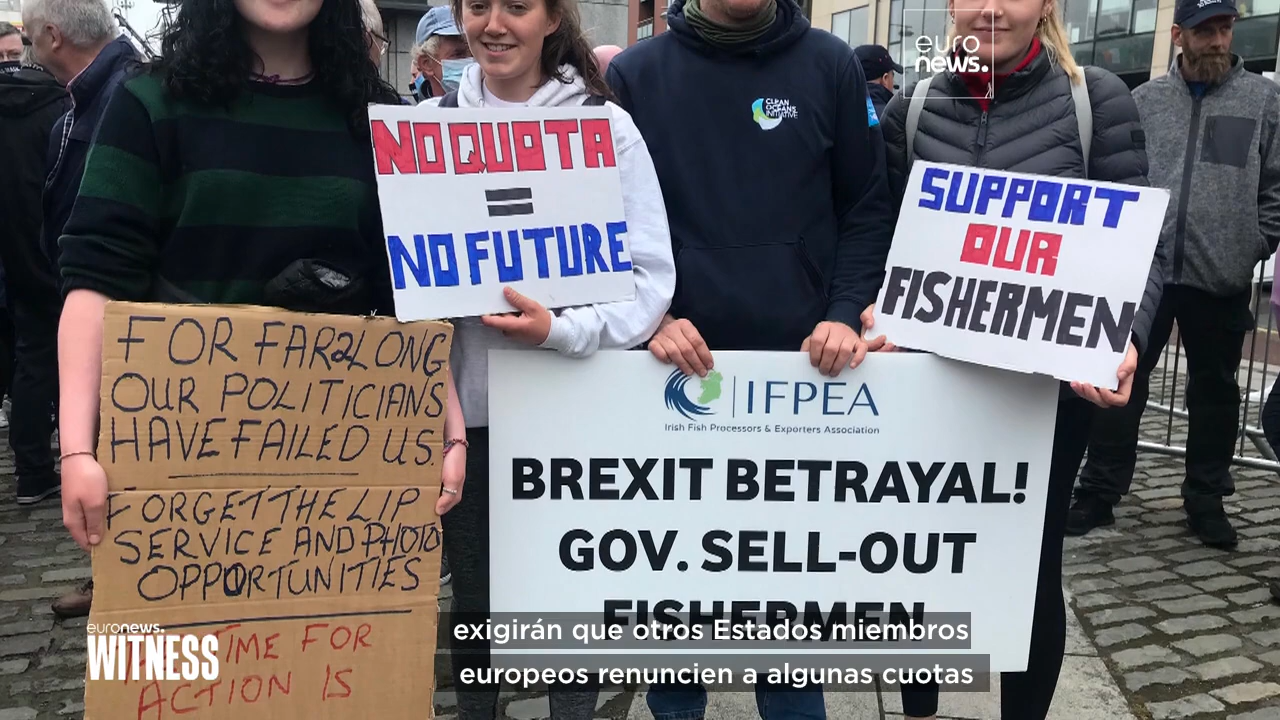 euro
news.
CLEAN
OCEANS
INITIATIVE
NO QUOTA
=
NO FUTURE
SUPPORT
OUR
FISHERMEN
FOR FAR 2 LONG
OUR POLITICIANS
HAVE FAILED US.
FORGET THE LIP
SERVICE AND PHOTO
OPPORTUNITIES
TIME FOR
ACTION IS
IFPEA
Irish Fish Processors & Exporters Association
BREXIT BETRAYAL!
GOV. SELL-OUT
FISHERMEN
exigirán que otros Estados miembros
europeos renuncien a algunas cuotas
euronews.
WITNESS